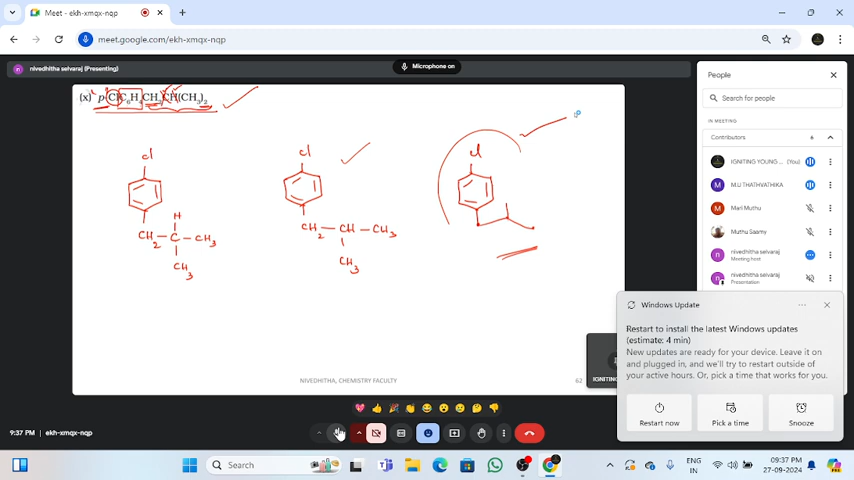 Meet - ekh-xmqx-nqp
meet.google.com/ekh-xmqx-nqp
nivedhitha selvaraj (Presenting)
Microphone on
(x) p-ClC6H4CH2CH(CH3)2
Cl
H
CH2 — C — CH3
CH3
Cl
CH2 — CH — CH3
CH3
Cl
NIVEDHITHA, CHEMISTRY FACULTY
62
People
Search for people
IN MEETING
Contributors
6
IGNITING YOUNG ... (You)
M.U THATHVATHIKA
Mari Muthu
Muthu Saamy
nivedhitha selvaraj
Meeting host
nivedhitha selvaraj
Presentation
IGNITING
Windows Update
Restart to install the latest Windows updates
(estimate: 4 min)
New updates are ready for your device. Leave it on
and plugged in, and we'll try to restart outside of
your active hours. Or, pick a time that works for you.
Restart now
Pick a time
Snooze
9:37 PM
ekh-xmqx-nqp
Search
ENG
IN
09:37 PM
27-09-2024